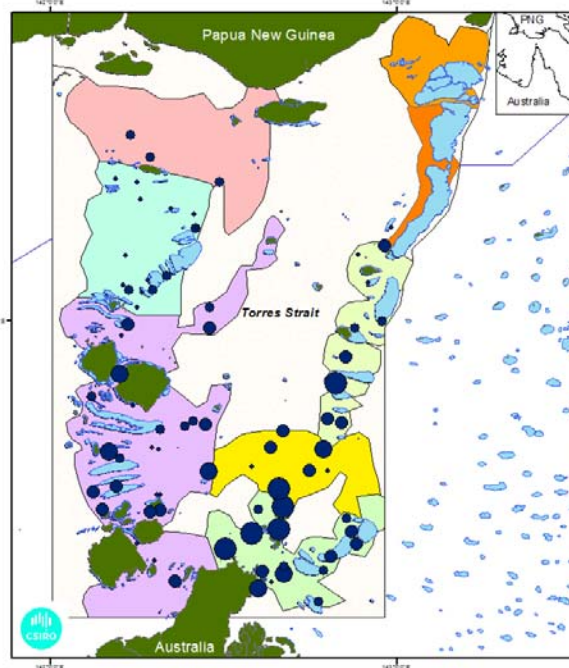 Papua New Guinea
PNG
Australia
Torres Strait
CSIRO
Australia